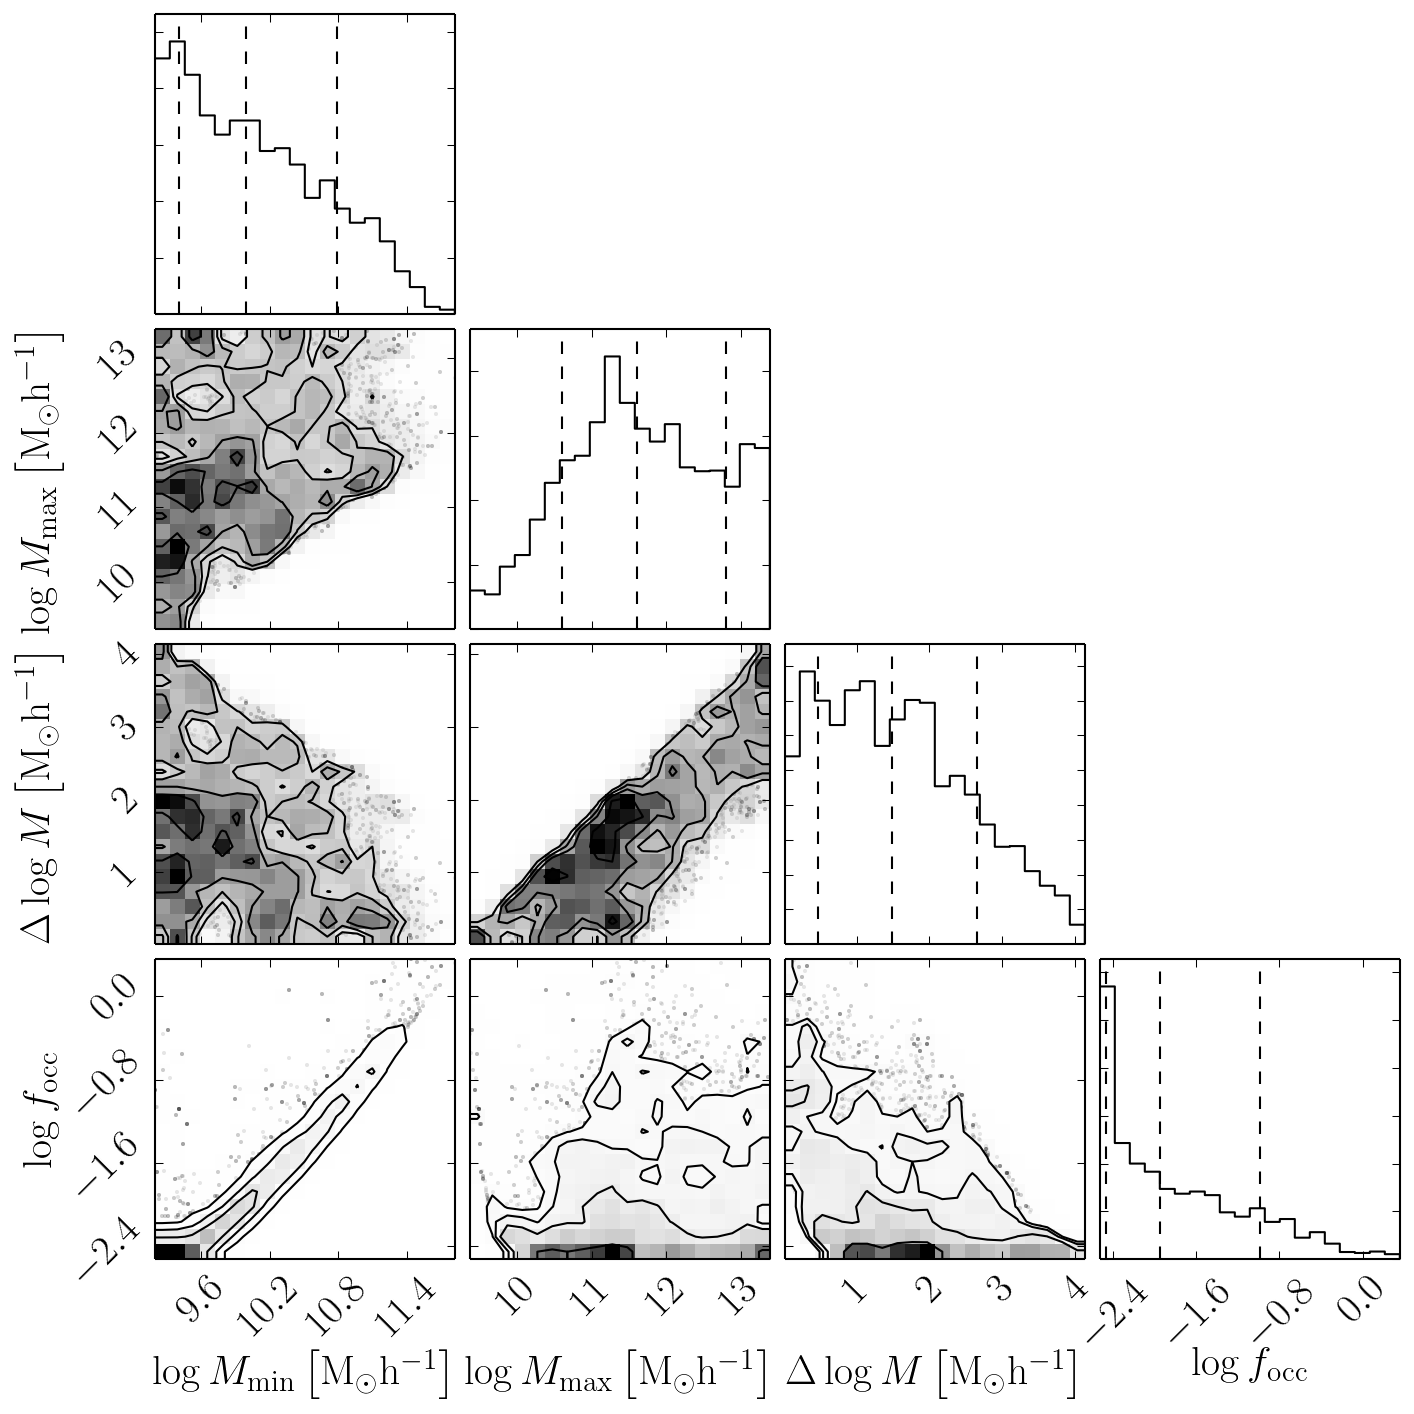 13
12
11
10
log M_max [M_⊙h^−1]
4
3
2
1
Δ log M [M_⊙h^−1]
0.0
−0.8
−1.6
−2.4
log f_occ
9.6 10.2 10.8 11.4
10 11 12 13
1 2 3 4
−2.4 −1.6 −0.8 0.0
log M_min [M_⊙h^−1]
log M_max [M_⊙h^−1]
Δ log M [M_⊙h^−1]
log f_occ